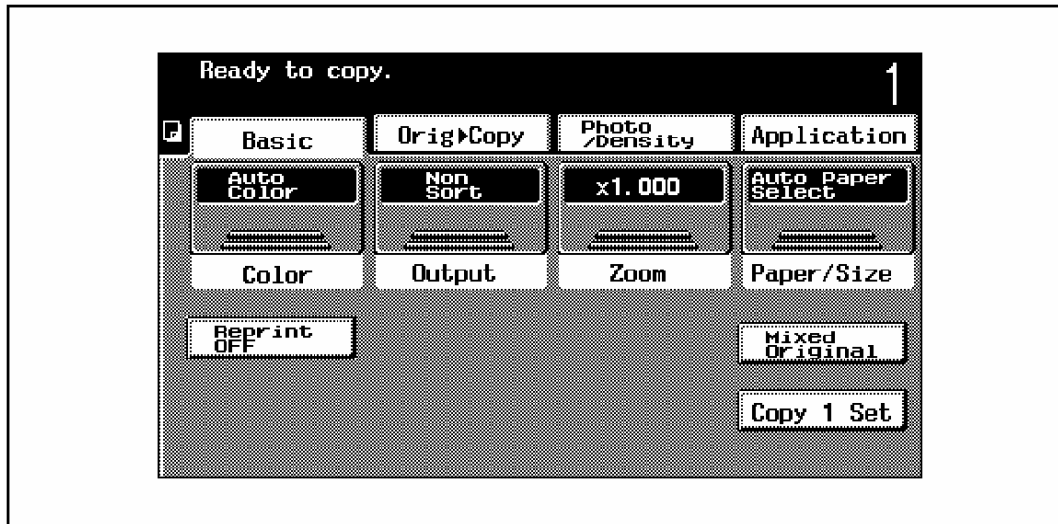 Ready to copy.
1
Basic
Orig▶Copy
Photo
/Density
Application
Auto
Color
Non
Sort
x1.000
Auto Paper
Select
Color
Output
Zoom
Paper/Size
Reprint
OFF
Mixed
Original
Copy 1 Set